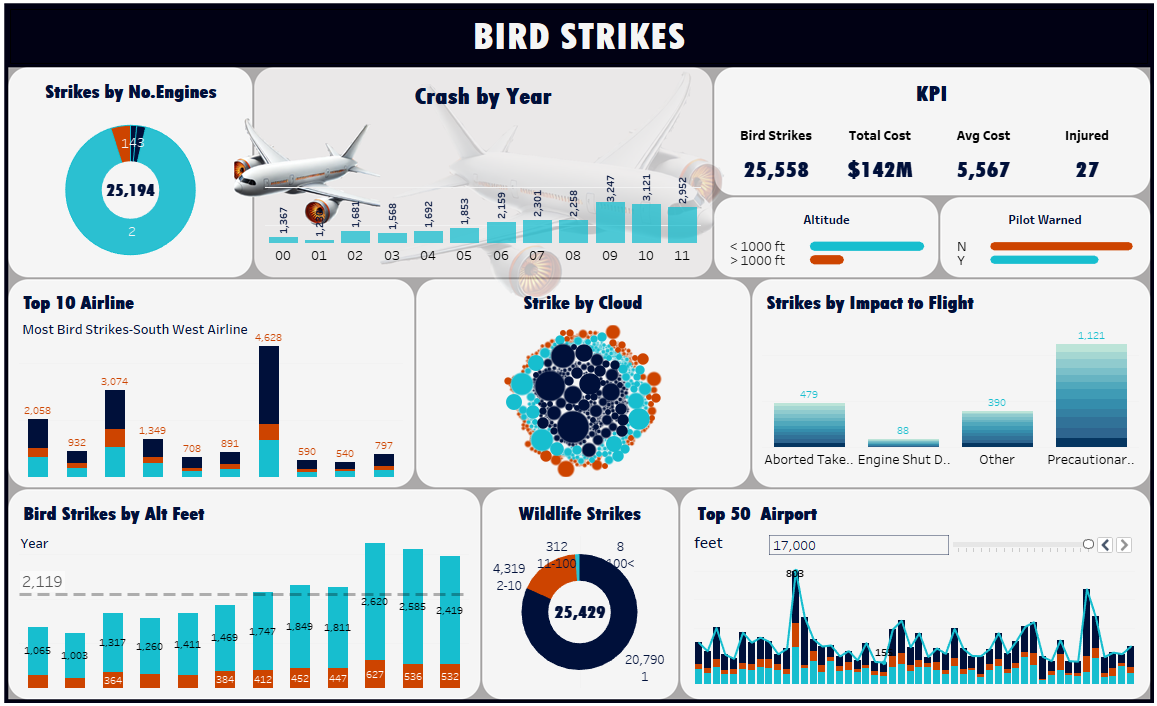 BIRD STRIKES
Strikes by No.Engines
143
25,194
2
Crash by Year
1,367
1,681
1,568
1,692
1,853
2,159
2,301
2,258
3,247
3,121
2,952
00 01 02 03 04 05 06 07 08 09 10 11
KPI
Bird Strikes Total Cost Avg Cost Injured
25,558 $142M 5,567 27
Altitude
< 1000 ft
> 1000 ft
Pilot Warned
N
Y
Top 10 Airline
Most Bird Strikes-South West Airline
2,058 932 3,074 1,349 708 891 4,628 590 540 797
Strike by Cloud
Strikes by Impact to Flight
479 88 390 1,121
Aborted Take.. Engine Shut D.. Other Precautionar..
Bird Strikes by Alt Feet
Year
2,119
1,065 1,003 1,317 1,260 1,411 1,469 1,747 1,849 1,811 2,620 2,585 2,419
364 384 412 452 447 627 536 532
Wildlife Strikes
312
11-100
8
100<
4,319
2-10
25,429
20,790
1
Top 50 Airport
feet
17,000
803